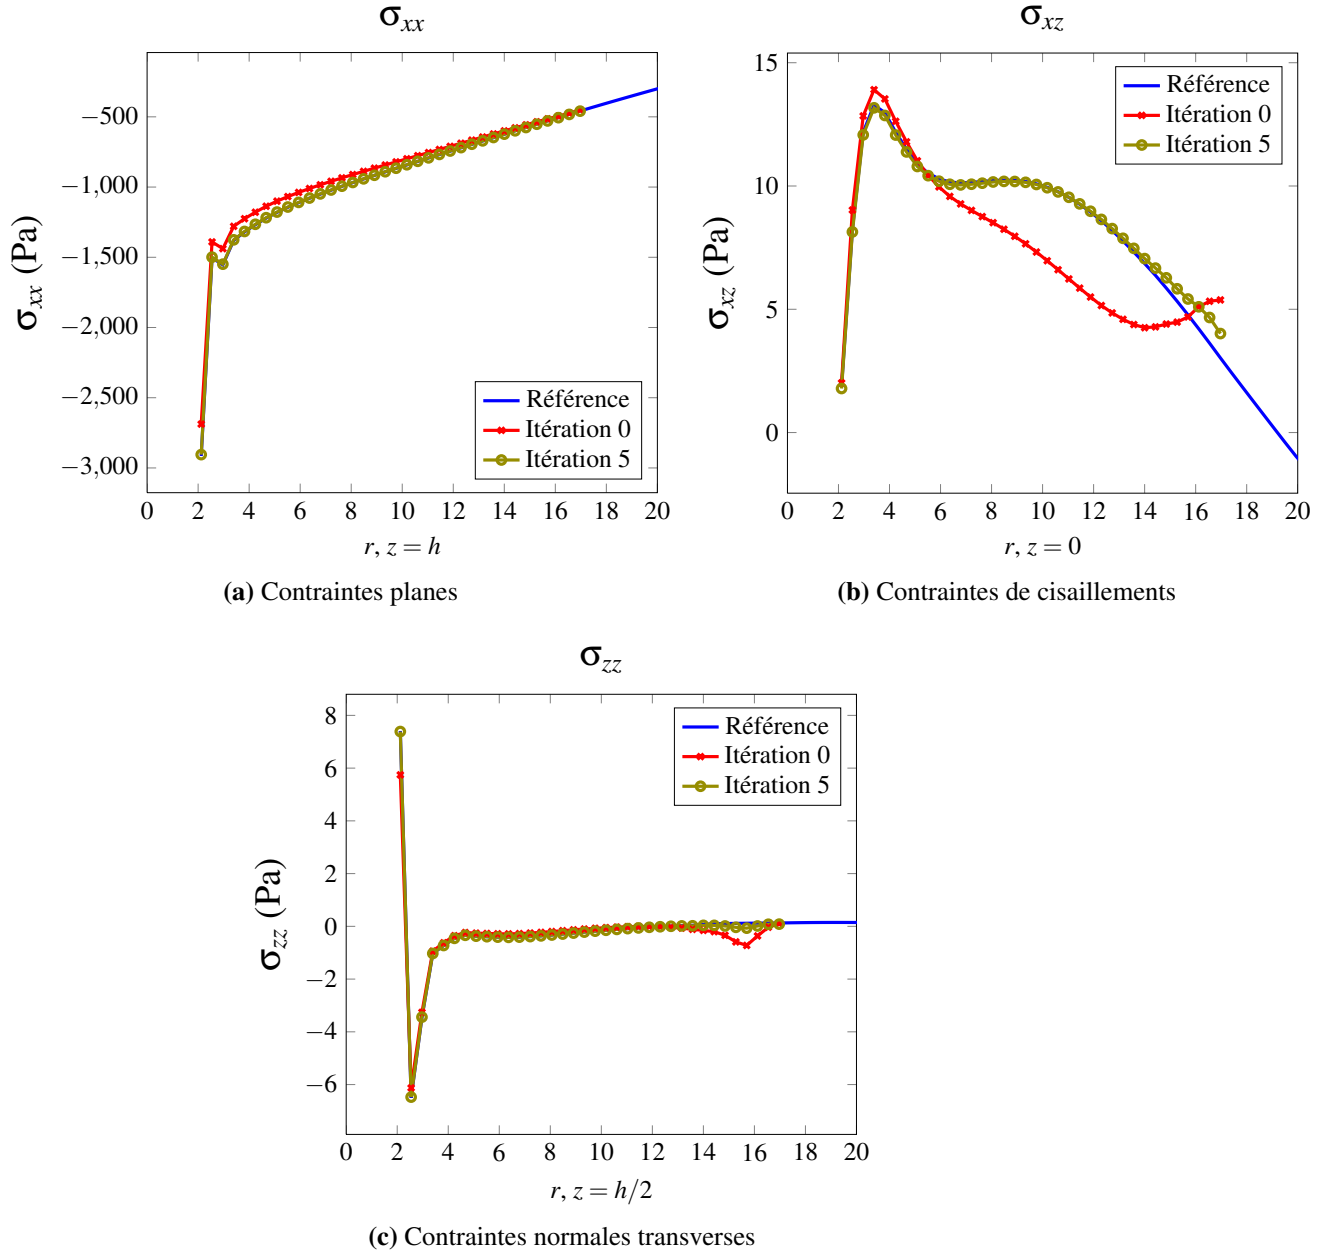 σxx
−500
−1,000
−1,500
−2,000
−2,500
−3,000
σxx (Pa)
Référence
Itération 0
Itération 5
0 2 4 6 8 10 12 14 16 18 20
r, z = h
(a) Contraintes planes
σxz
15
10
5
0
σxz (Pa)
Référence
Itération 0
Itération 5
0 2 4 6 8 10 12 14 16 18 20
r, z = 0
(b) Contraintes de cisaillements
σzz
8
6
4
2
0
−2
−4
−6
σzz (Pa)
Référence
Itération 0
Itération 5
0 2 4 6 8 10 12 14 16 18 20
r, z = h/2
(c) Contraintes normales transverses